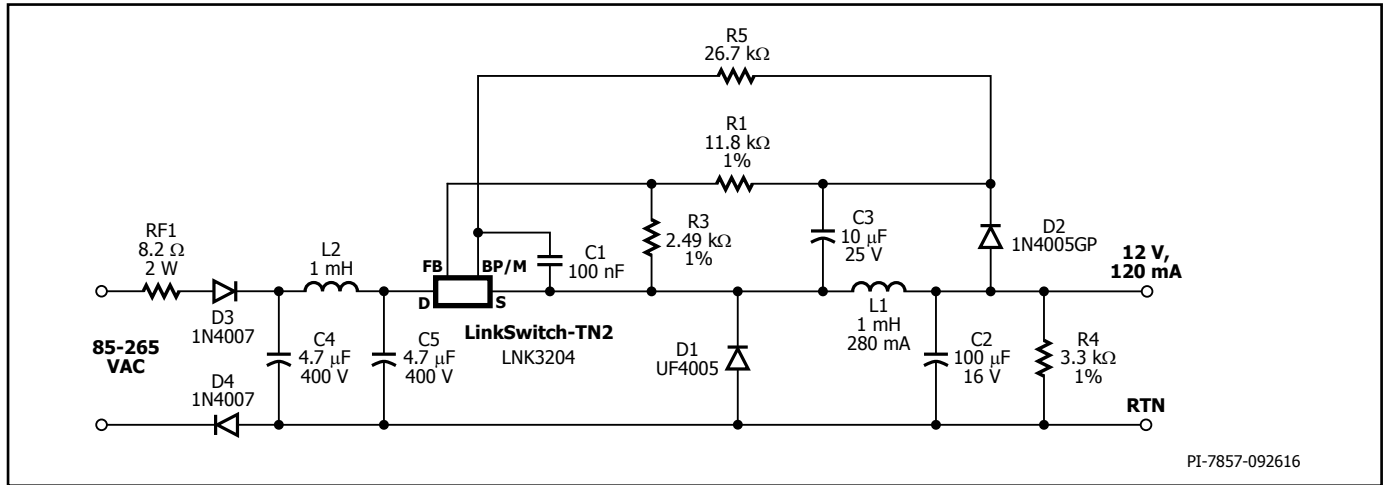 R5
26.7 kΩ
R1
11.8 kΩ
1%
RF1
8.2 Ω
2 W
D3
1N4007
L2
1 mH
FB
BP/M
D
S
C1
100 nF
R3
2.49 kΩ
1%
C3
10 μF
25 V
D2
1N4005GP
12 V,
120 mA
85-265
VAC
C4
4.7 μF
400 V
C5
4.7 μF
400 V
LinkSwitch-TN2
LNK3204
D1
UF4005
L1
1 mH
280 mA
C2
100 μF
16 V
R4
3.3 kΩ
1%
D4
1N4007
RTN
PI-7857-092616